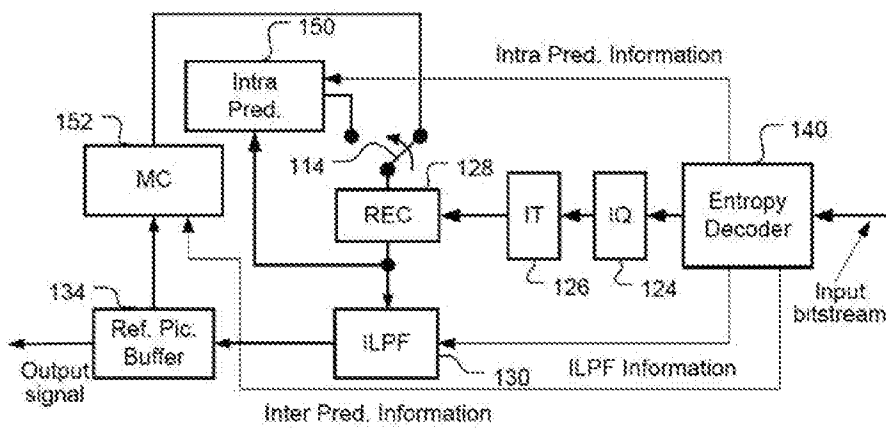 150
Intra Pred. Information
Intra
Pred.
152
140
MC
114
128
REC
IT
IQ
Entropy
Decoder
134
126
124
Input
bitstream
Ref. Pic.
Buffer
ILPF
Output
signal
130
ILPF Information
Inter Pred. Information